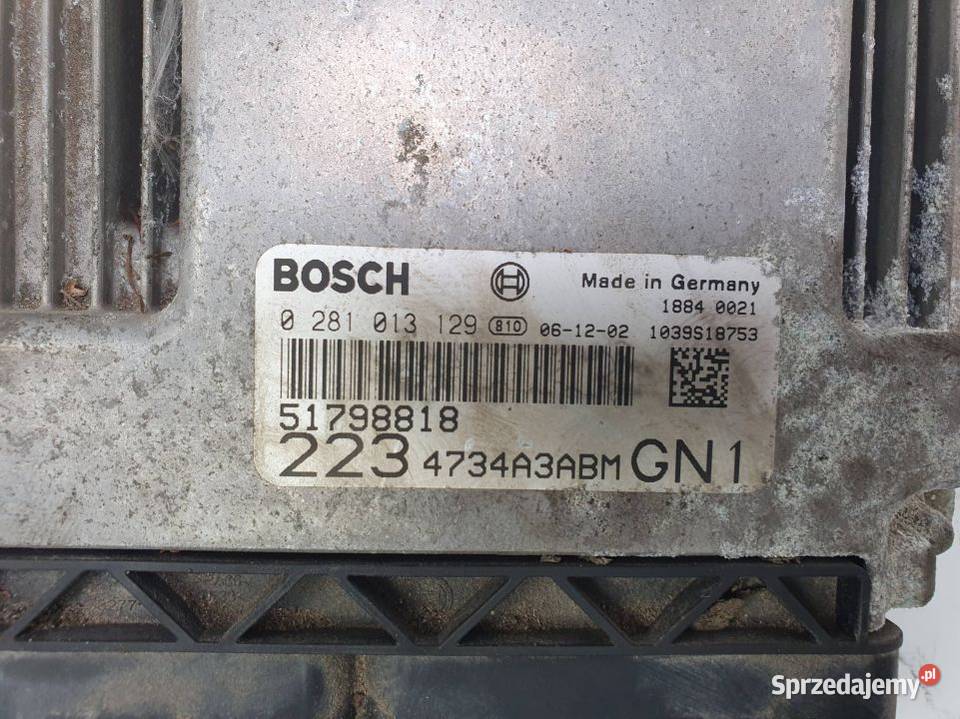 BOSCH Made in Germany
1884 0021
0 281 013 129 810 06-12-02 1039S18753
51798818
223 4734A3ABM GN1
Sprzedajemy.pl